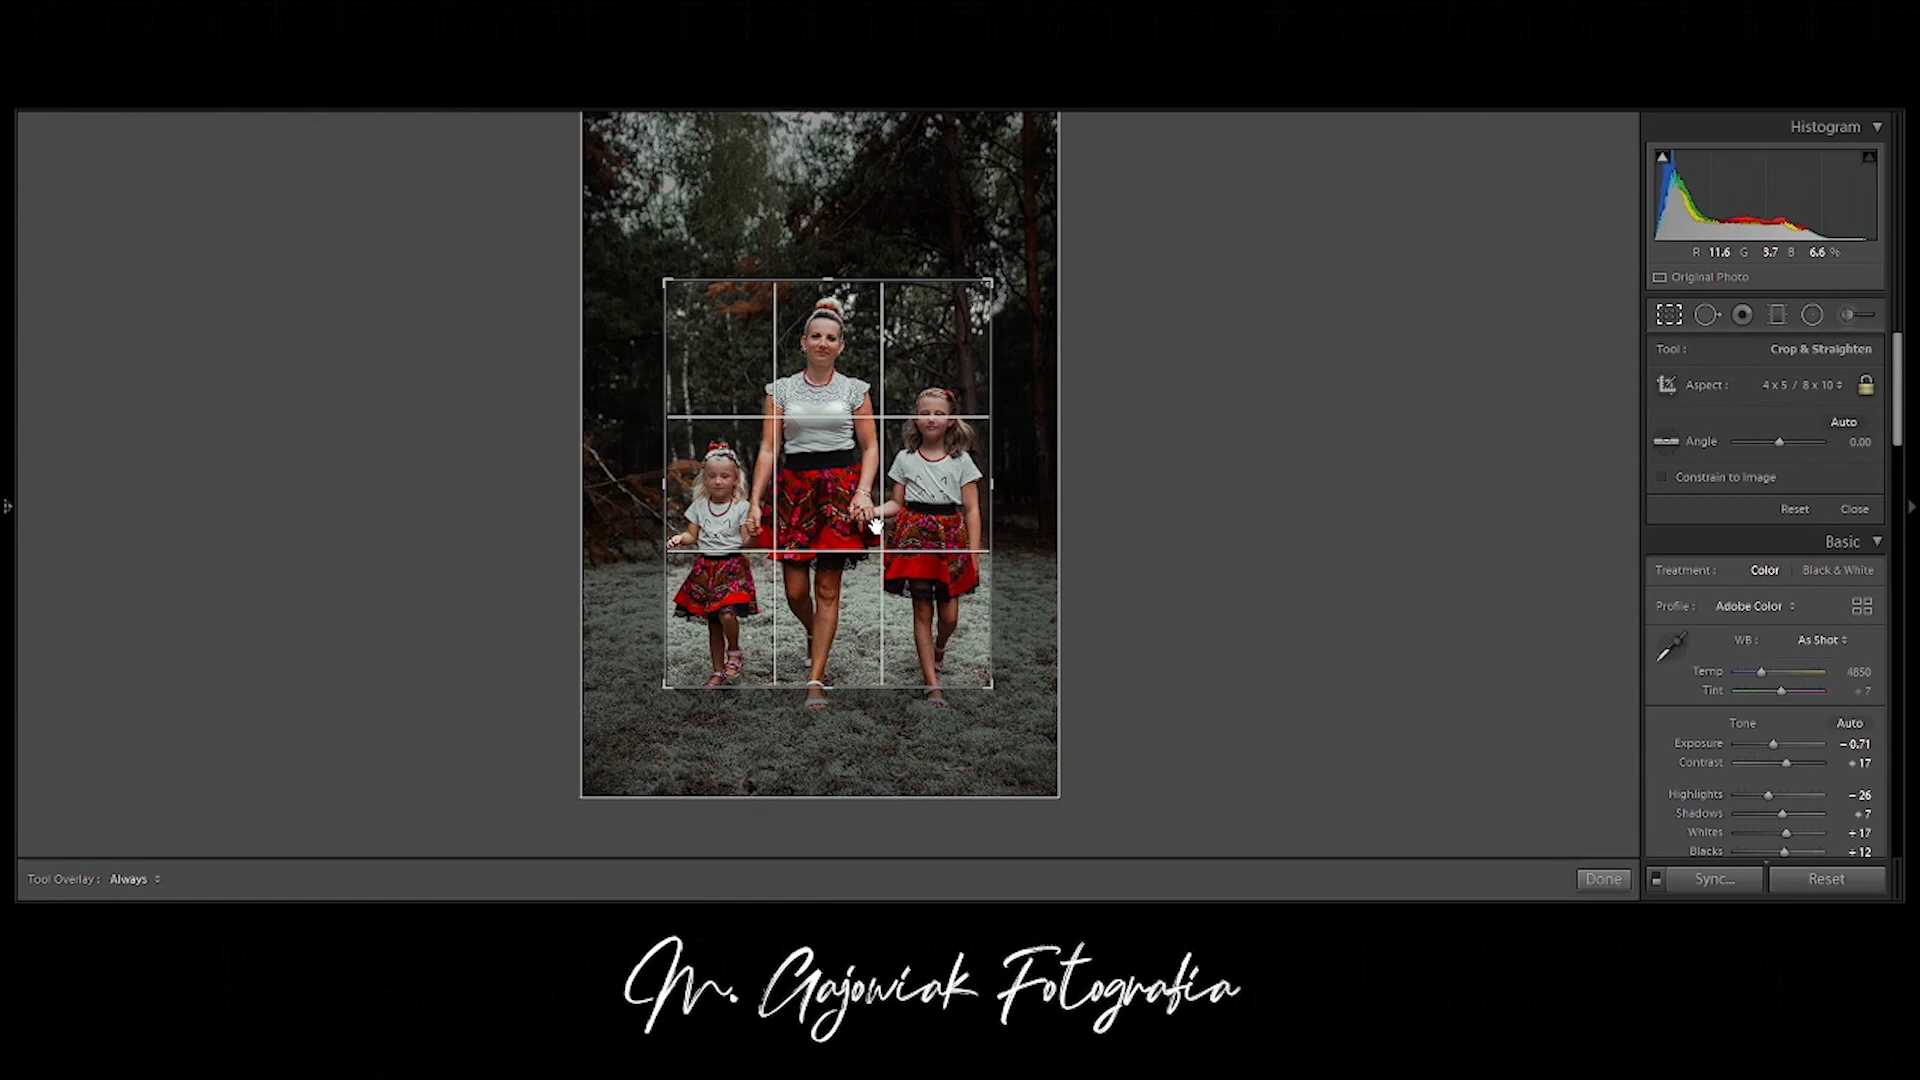 Histogram
R 11.6 G 3.7 B 6.6 %
Original Photo
Tool : Crop & Straighten
Aspect : 4 x 5 / 8 x 10
Auto
Angle 0.00
Constrain to Image
Reset Close
Basic
Treatment : Color Black & White
Profile : Adobe Color
WB : As Shot
Temp 4850
Tint + 7
Tone Auto
Exposure − 0.71
Contrast + 17
Highlights − 26
Shadows + 7
Whites + 17
Blacks + 12
Tool Overlay : Always Done Sync... Reset
M. Gajowiak Fotografia